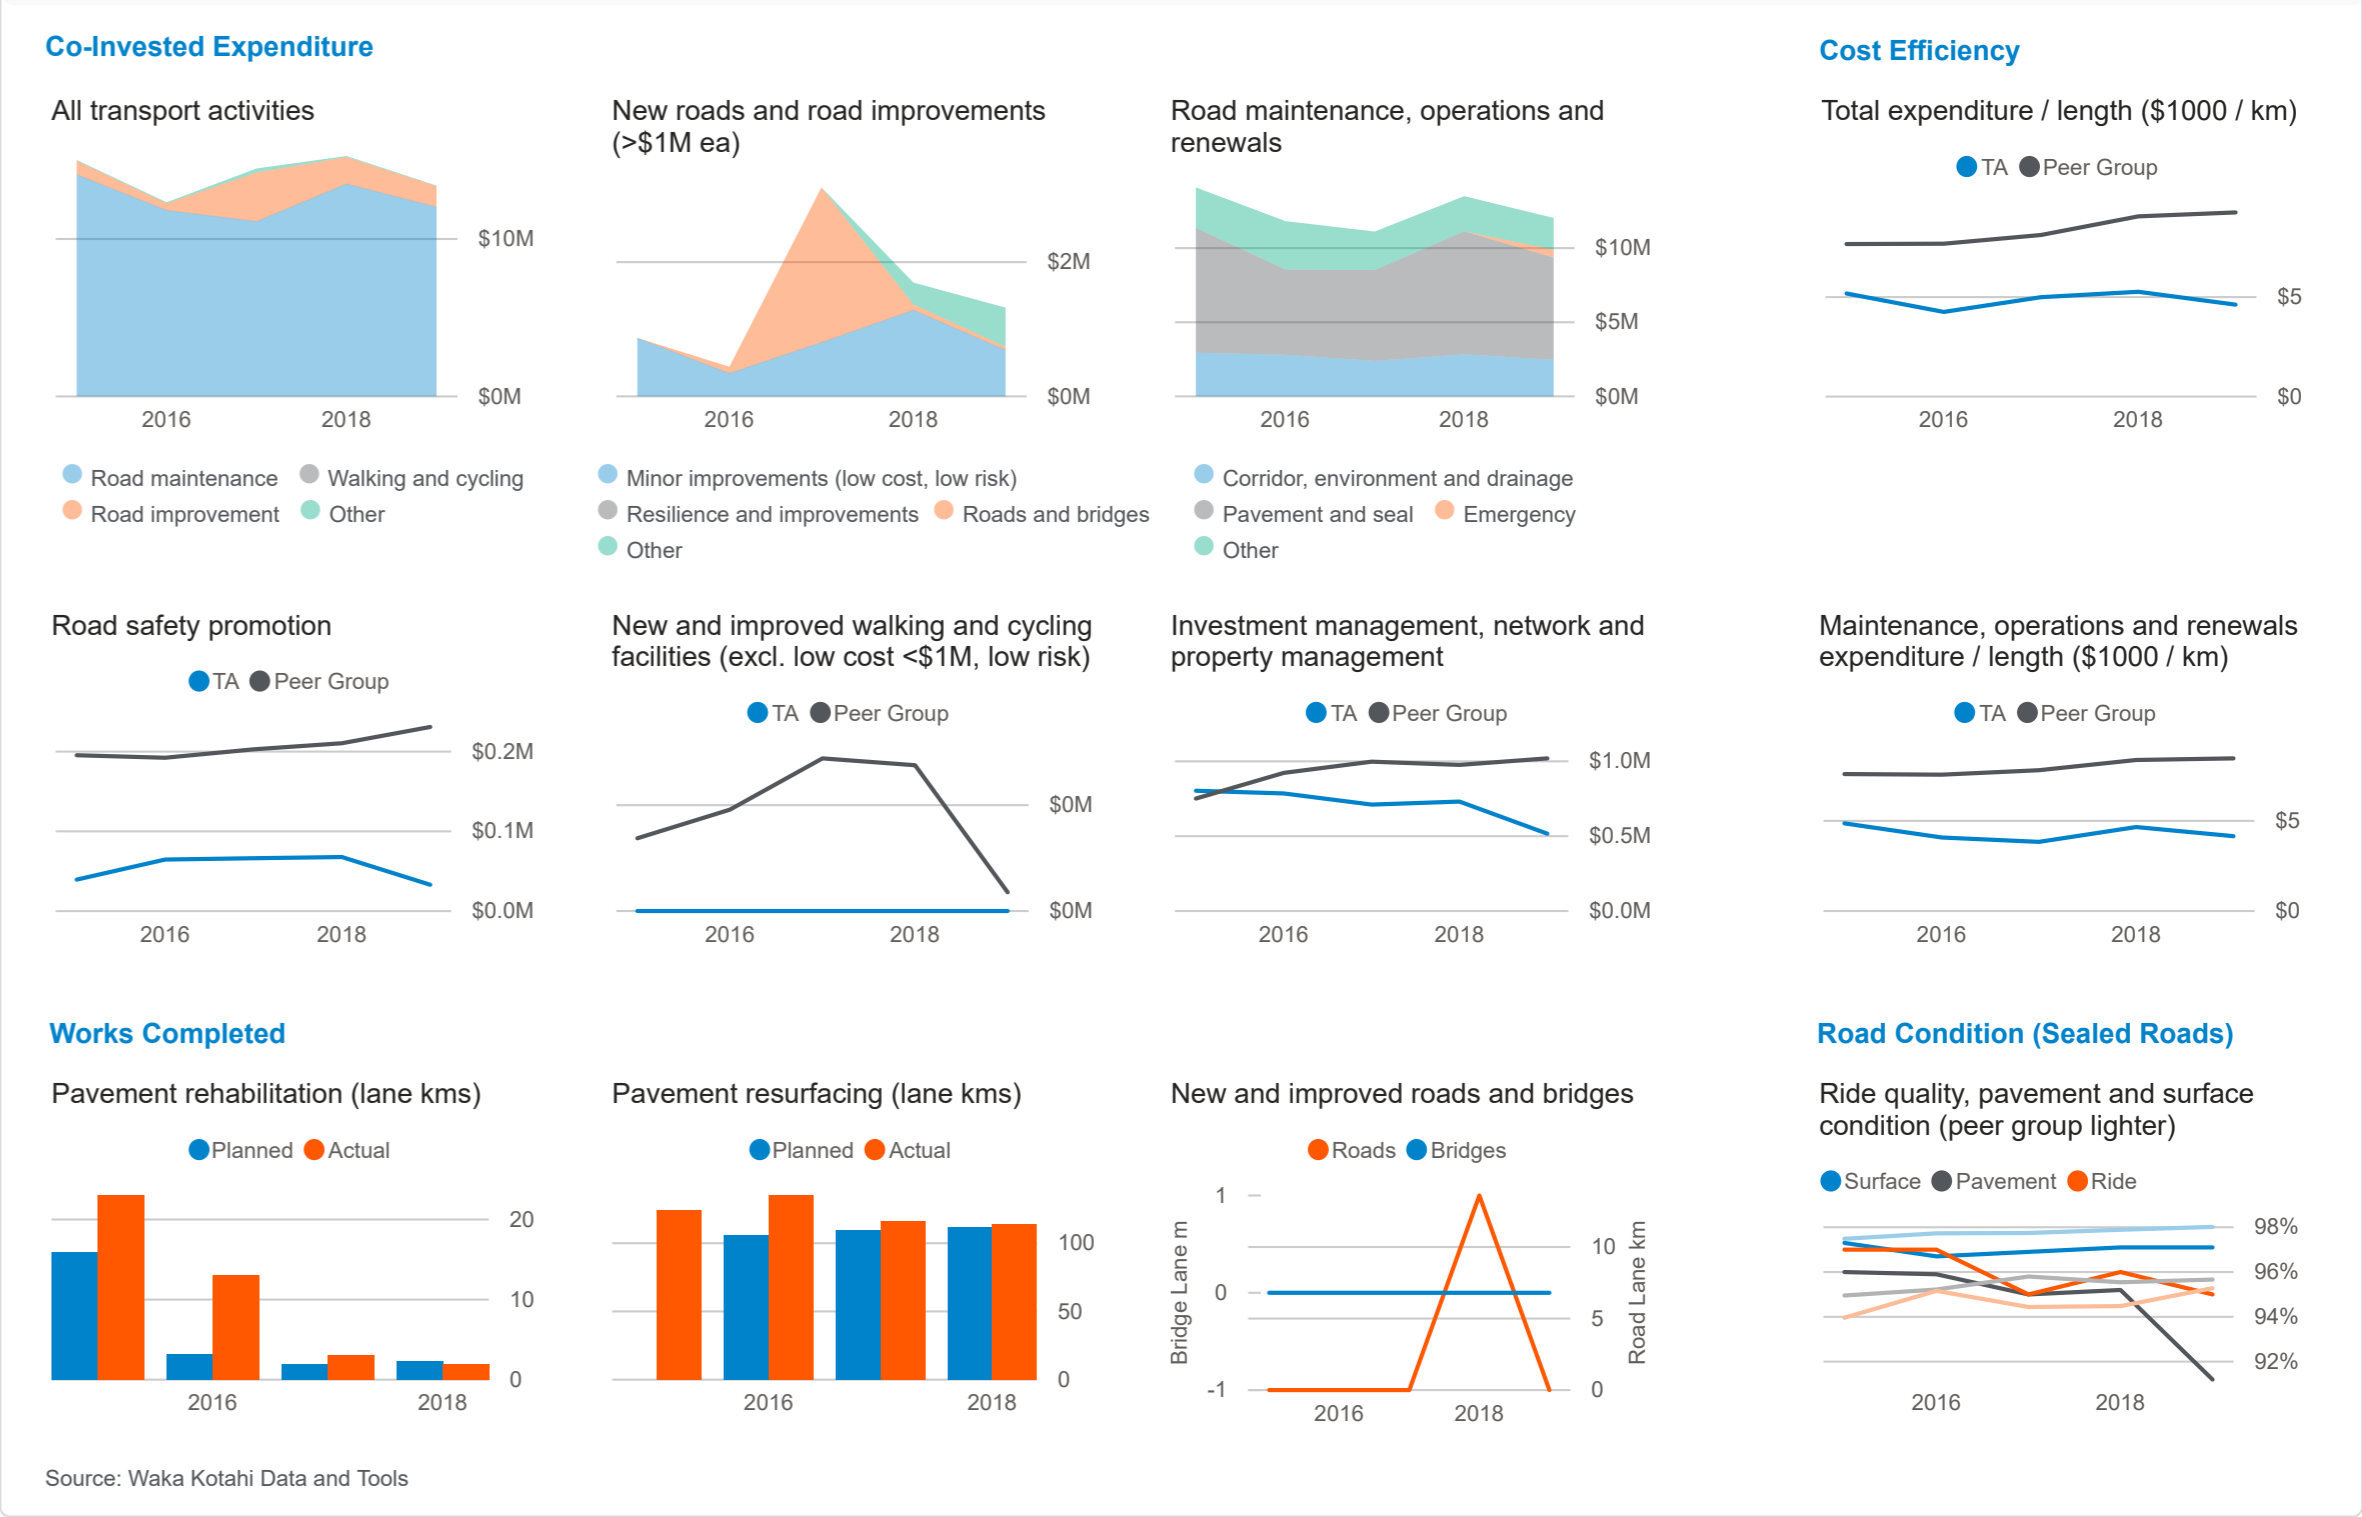 Co-Invested Expenditure
Cost Efficiency
All transport activities
$10M
$0M
2016 2018
Road maintenance Walking and cycling
Road improvement Other
New roads and road improvements
(>$1M ea)
$2M
$0M
2016 2018
Minor improvements (low cost, low risk)
Resilience and improvements Roads and bridges
Other
Road maintenance, operations and
renewals
$10M
$5M
$0M
2016 2018
Corridor, environment and drainage
Pavement and seal Emergency
Other
Total expenditure / length ($1000 / km)
TA Peer Group
$5
$0
2016 2018
Road safety promotion
TA Peer Group
$0.2M
$0.1M
$0.0M
2016 2018
New and improved walking and cycling
facilities (excl. low cost <$1M, low risk)
TA Peer Group
$0M
$0M
2016 2018
Investment management, network and
property management
TA Peer Group
$1.0M
$0.5M
$0.0M
2016 2018
Maintenance, operations and renewals
expenditure / length ($1000 / km)
TA Peer Group
$5
$0
2016 2018
Works Completed
Road Condition (Sealed Roads)
Pavement rehabilitation (lane kms)
Planned Actual
20
10
0
2016 2018
Pavement resurfacing (lane kms)
Planned Actual
100
50
0
2016 2018
New and improved roads and bridges
Roads Bridges
Bridge Lane m
1
0
-1
10
5
0
Road Lane km
2016 2018
Ride quality, pavement and surface
condition (peer group lighter)
Surface Pavement Ride
98%
96%
94%
92%
2016 2018
Source: Waka Kotahi Data and Tools